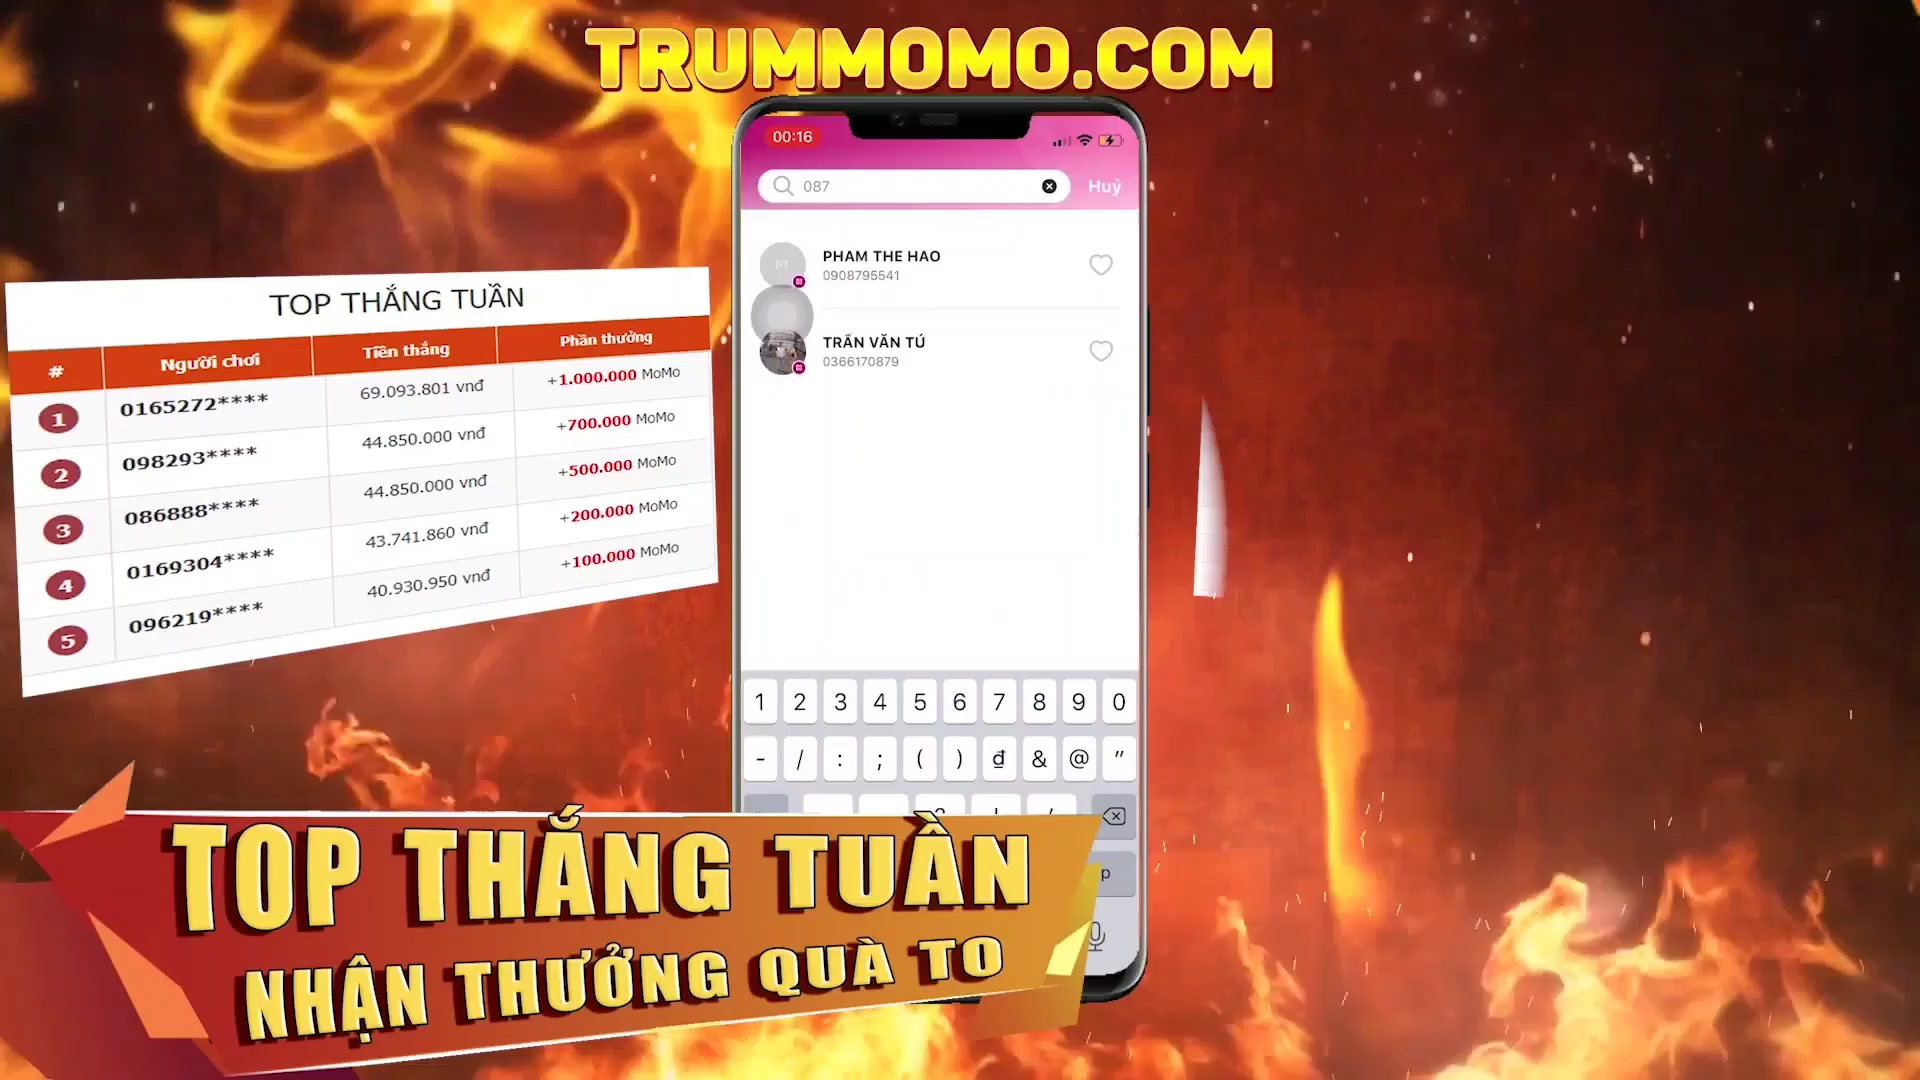 TRUMMOMO.COM
00:16
087
Huỷ
PHAM THE HAO
0908795541
TRẦN VĂN TÚ
0366170879
TOP THẮNG TUẦN
# Người chơi Tiền thắng Phần thưởng
1 0165272**** 69.093.801 vnđ +1.000.000 MoMo
2 098293**** 44.850.000 vnđ +700.000 MoMo
3 086888**** 44.850.000 vnđ +500.000 MoMo
4 0169304**** 43.741.860 vnđ +200.000 MoMo
5 096219**** 40.930.950 vnđ +100.000 MoMo
1 2 3 4 5 6 7 8 9 0
- / : ; ( ) đ & @ "
TOP THẮNG TUẦN
NHẬN THƯỞNG QUÀ TO